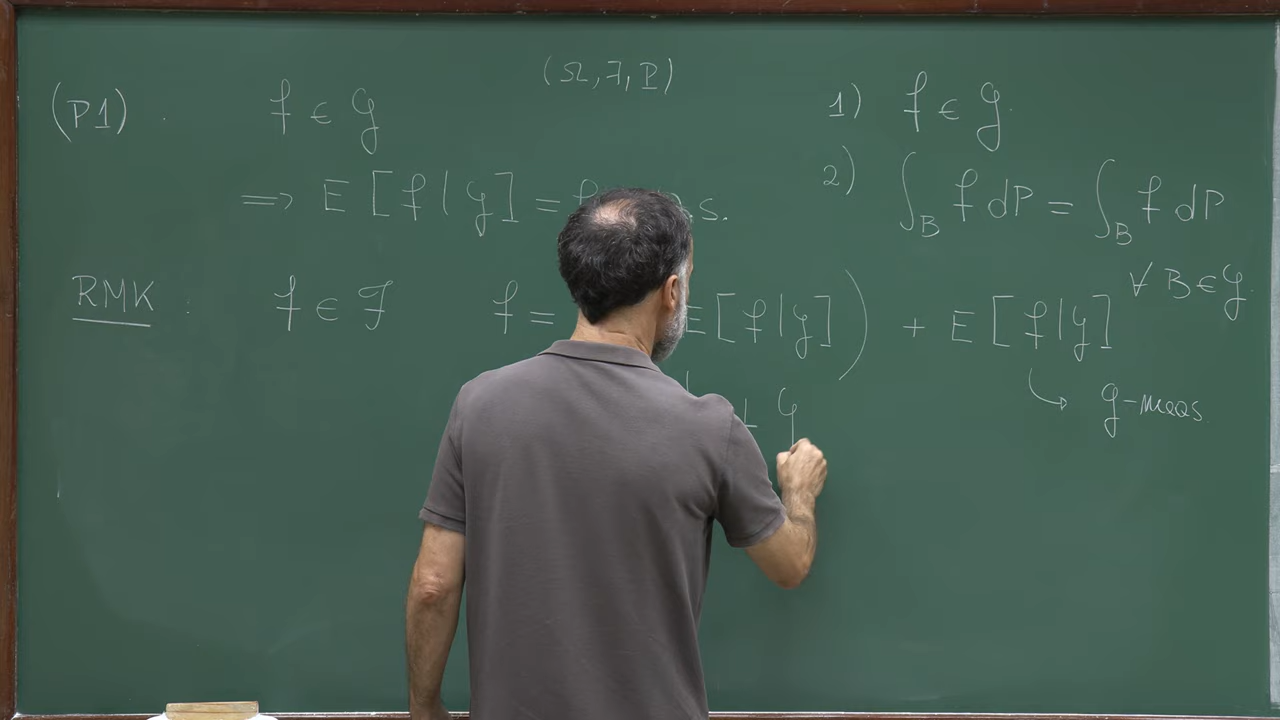 (Ω, F, P)
(P1) . f ∈ G
⟹ E[f|G] = f s.
RMK : f ∈ F f = E[f|G]) + E[f|G]
⊥ G
↳ G-meas
1) f ∈ G.
2) ∫_B f dP = ∫_B f dP
∀ B ∈ G